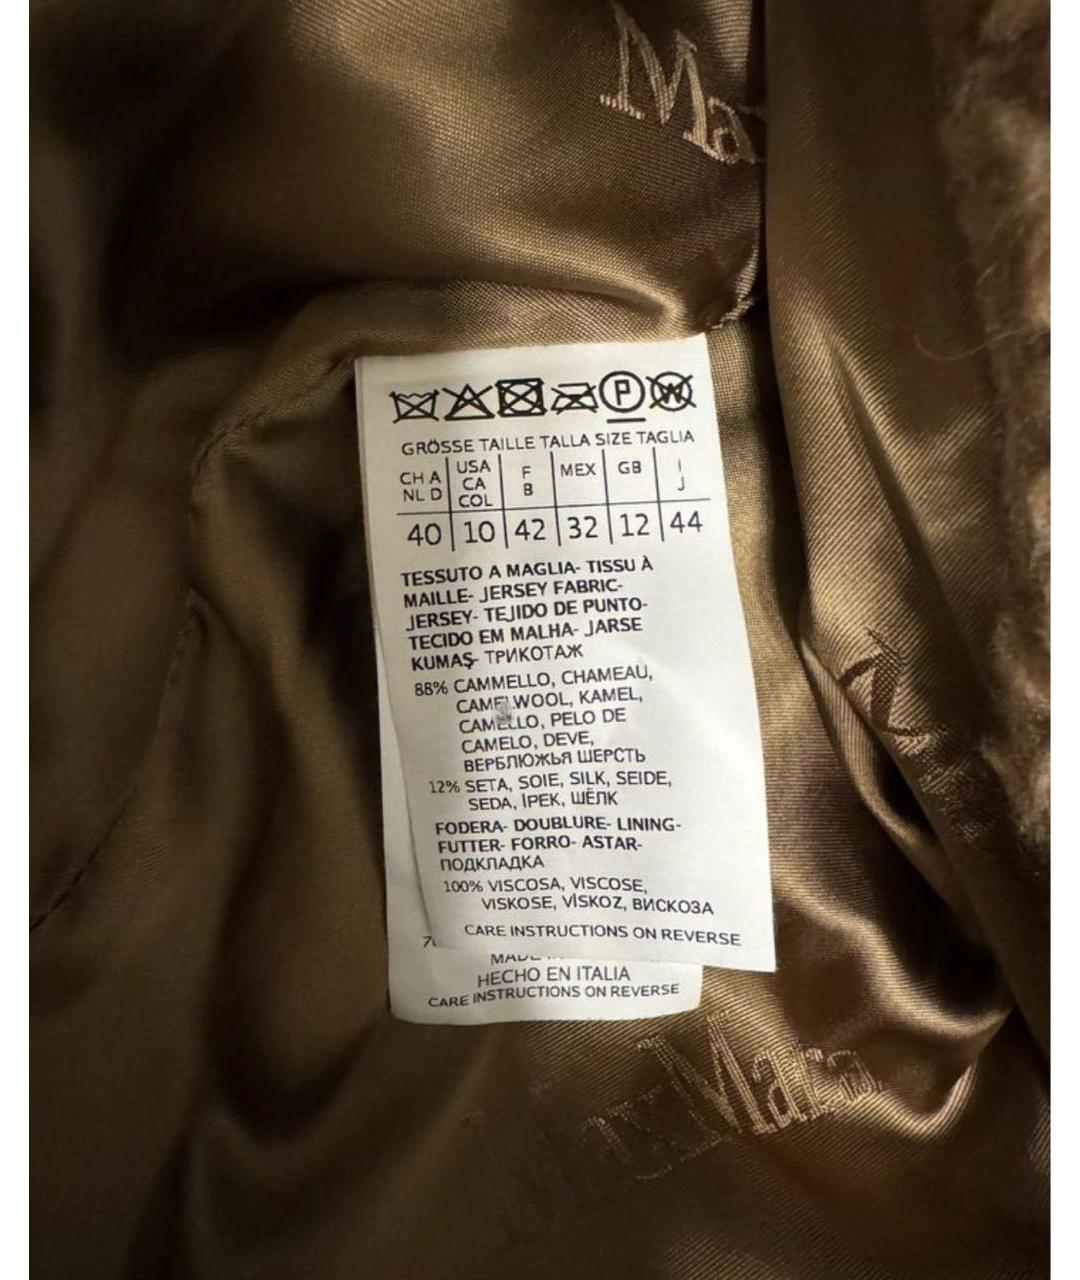 Ma
GRÖSSE TAILLE TALLA SIZE TAGLIA
CH A NL D | USA CA COL | F B | MEX | GB | I J
40 | 10 | 42 | 32 | 12 | 44
TESSUTO A MAGLIA- TISSU À
MAILLE- JERSEY FABRIC-
JERSEY- TEJIDO DE PUNTO-
TECIDO EM MALHA- JARSE
KUMAŞ- ТРИКОТАЖ
88% CAMMELLO, CHAMEAU,
CAMELWOOL, KAMEL,
CAMELLO, PELO DE
CAMELO, DEVE,
ВЕРБЛЮЖЬЯ ШЕРСТЬ
12% SETA, SOIE, SILK, SEIDE,
SEDA, İPEK, ШЁЛК
FODERA- DOUBLURE- LINING-
FUTTER- FORRO- ASTAR-
ПОДКЛАДКА
100% VISCOSA, VISCOSE,
VISKOSE, VİSKOZ, ВИСКОЗА
CARE INSTRUCTIONS ON REVERSE
HECHO EN ITALIA
CARE INSTRUCTIONS ON REVERSE
MaxMara